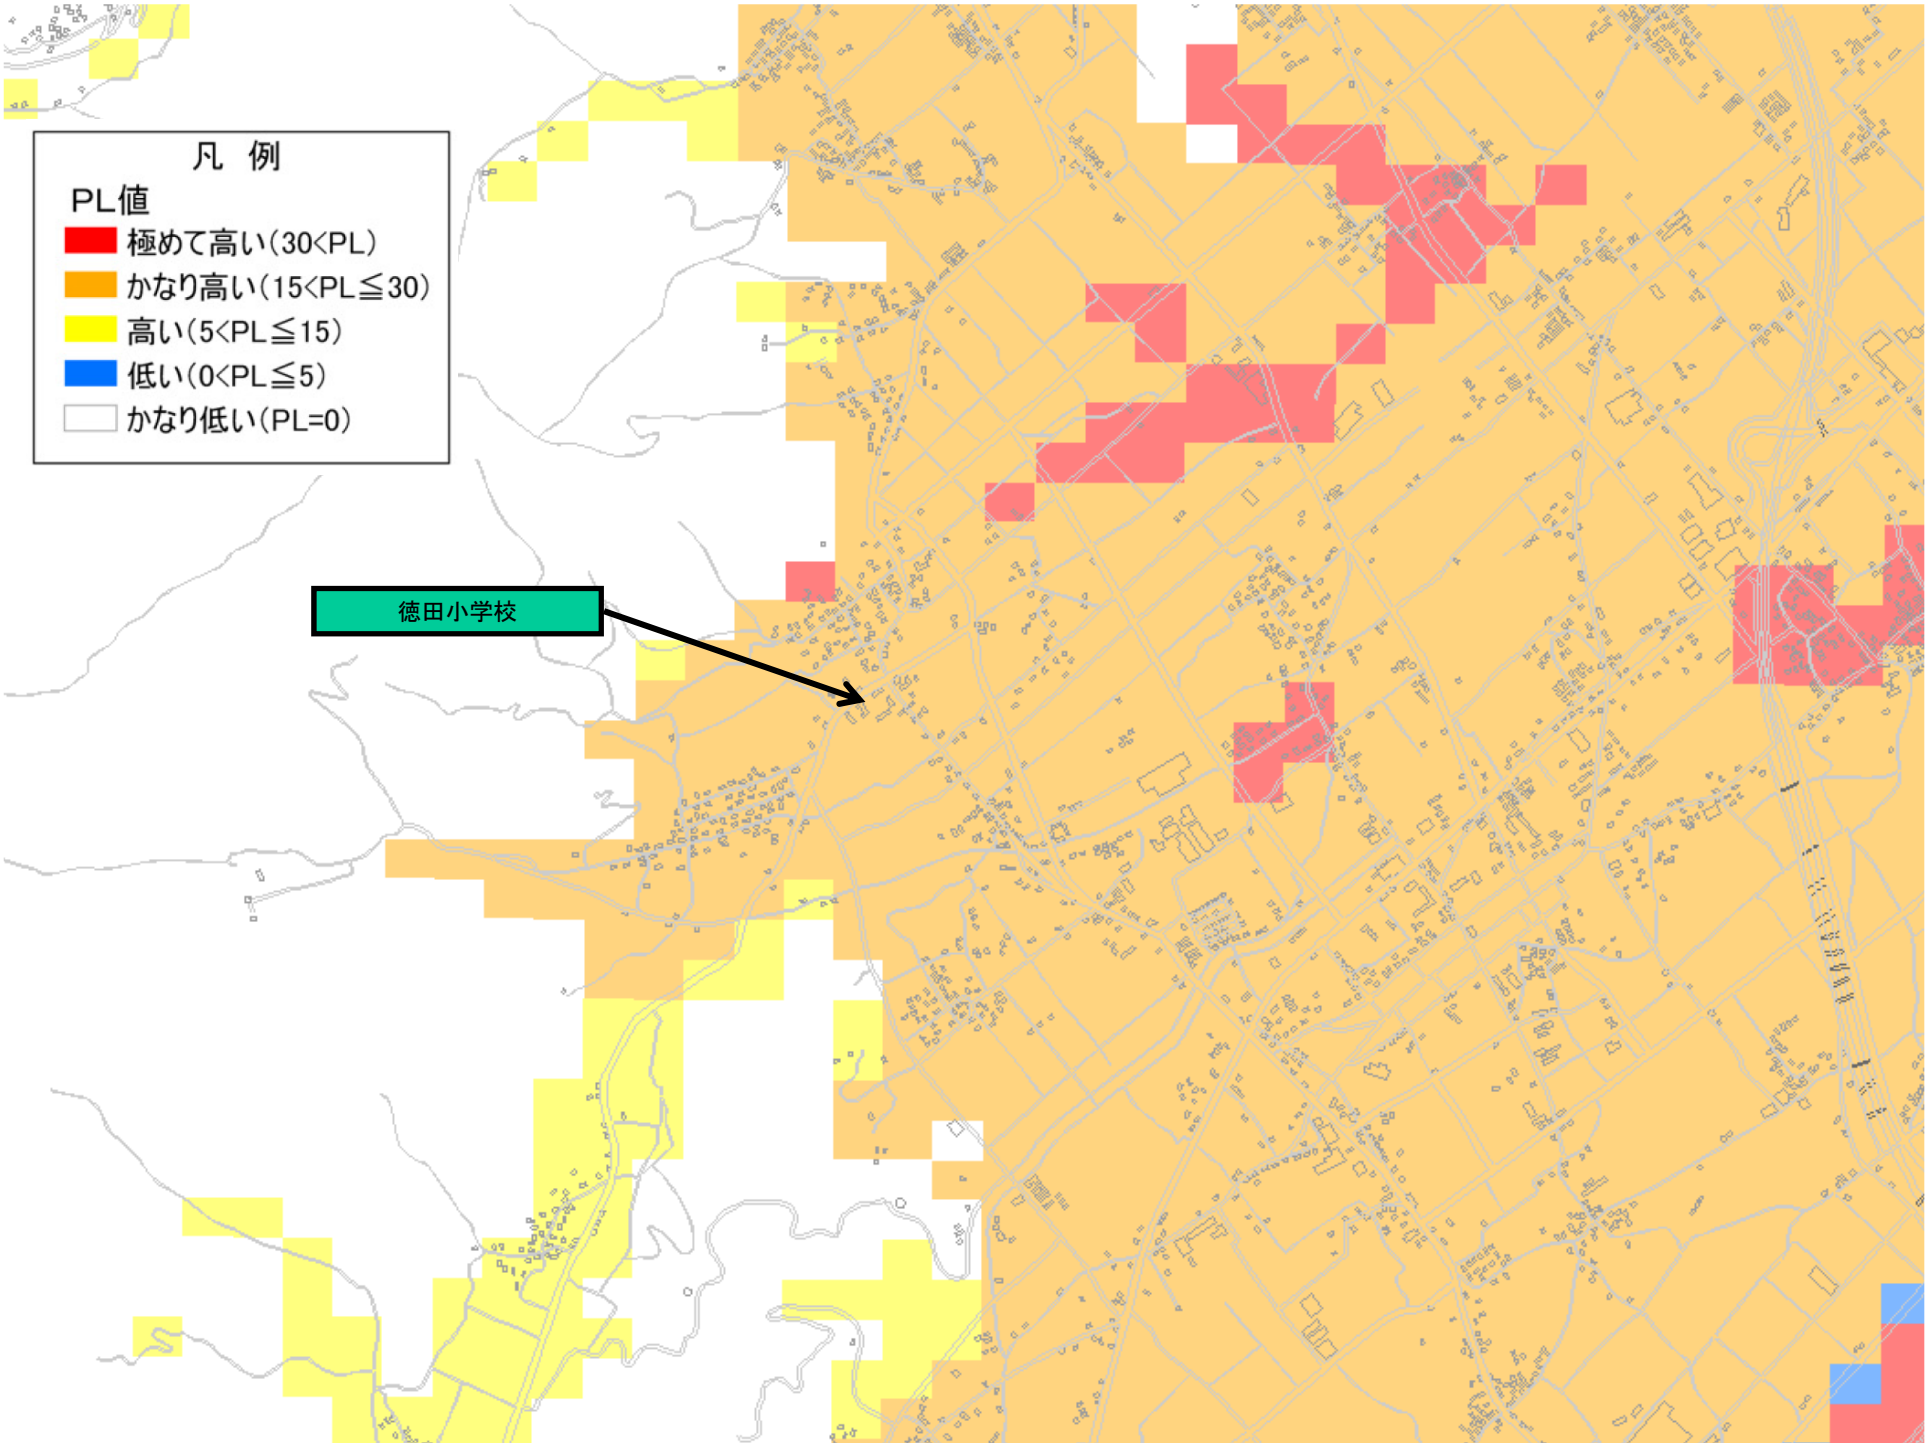 凡 例
PL値
極めて高い(30<PL)
かなり高い(15<PL≦30)
高い(5<PL≦15)
低い(0<PL≦5)
かなり低い(PL=0)
徳田小学校